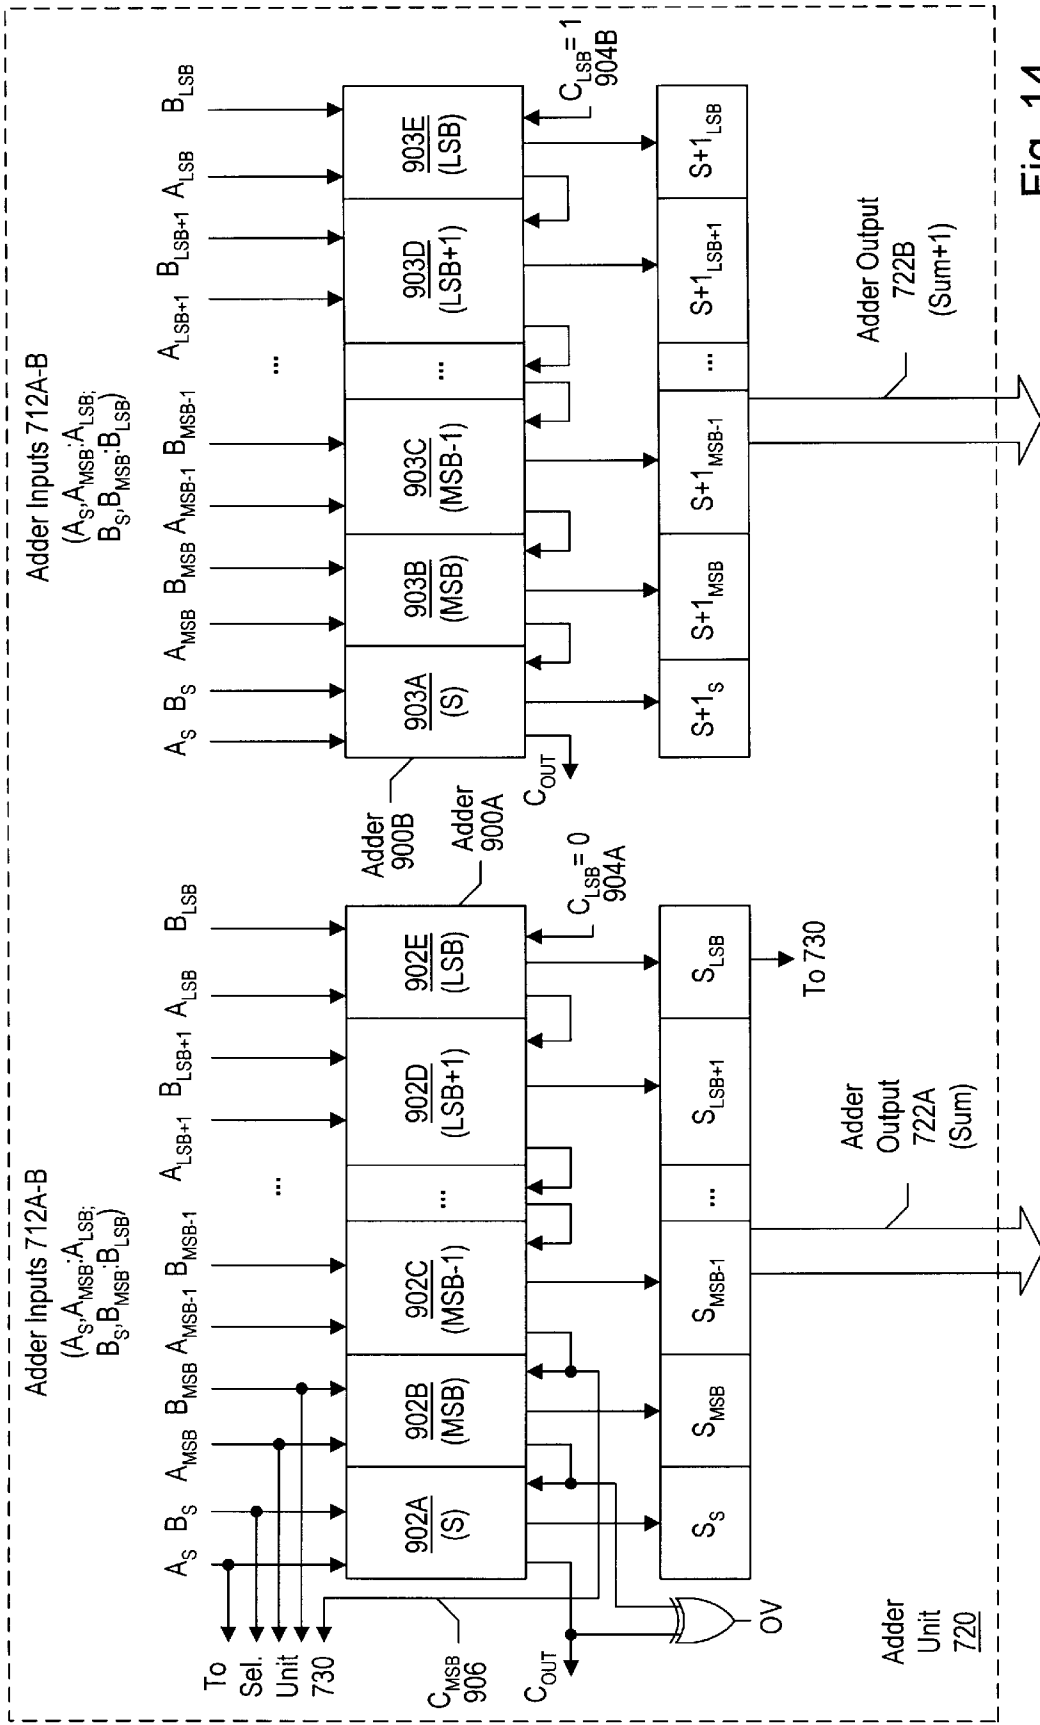 Adder Inputs 712A-B
(A_S,A_MSB:A_LSB;
B_S,B_MSB:B_LSB)
Adder Inputs 712A-B
(A_S,A_MSB:A_LSB;
B_S,B_MSB:B_LSB)
A_S B_S A_MSB B_MSB A_MSB-1 B_MSB-1 ... A_LSB+1 B_LSB+1 A_LSB B_LSB
A_S B_S A_MSB B_MSB A_MSB-1 B_MSB-1 ... A_LSB+1 B_LSB+1 A_LSB B_LSB
To
Sel.
Unit
730
Adder
900A
Adder
900B
902A
(S)
902B
(MSB)
902C
(MSB-1)
...
902D
(LSB+1)
902E
(LSB)
903A
(S)
903B
(MSB)
903C
(MSB-1)
...
903D
(LSB+1)
903E
(LSB)
C_MSB
906
C_OUT
C_LSB = 0
904A
C_OUT
C_LSB = 1
904B
OV
S_S S_MSB S_MSB-1 ... S_LSB+1 S_LSB
S+1_S S+1_MSB S+1_MSB-1 ... S+1_LSB+1 S+1_LSB
To 730
Adder
Unit
720
Adder
Output
722A
(Sum)
Adder Output
722B
(Sum+1)
Fig. 14